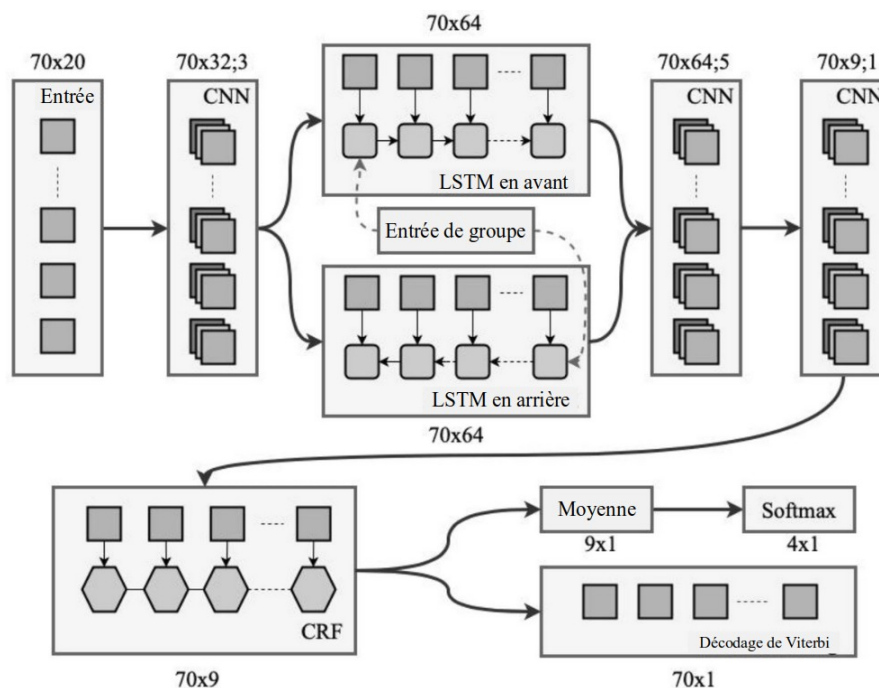 70x64
70x20
70x32;3
70x64;5
70x9;1
Entrée
CNN
CNN
CNN
LSTM en avant
Entrée de groupe
LSTM en arrière
70x64
Moyenne
Softmax
9x1
4x1
CRF
Décodage de Viterbi
70x9
70x1